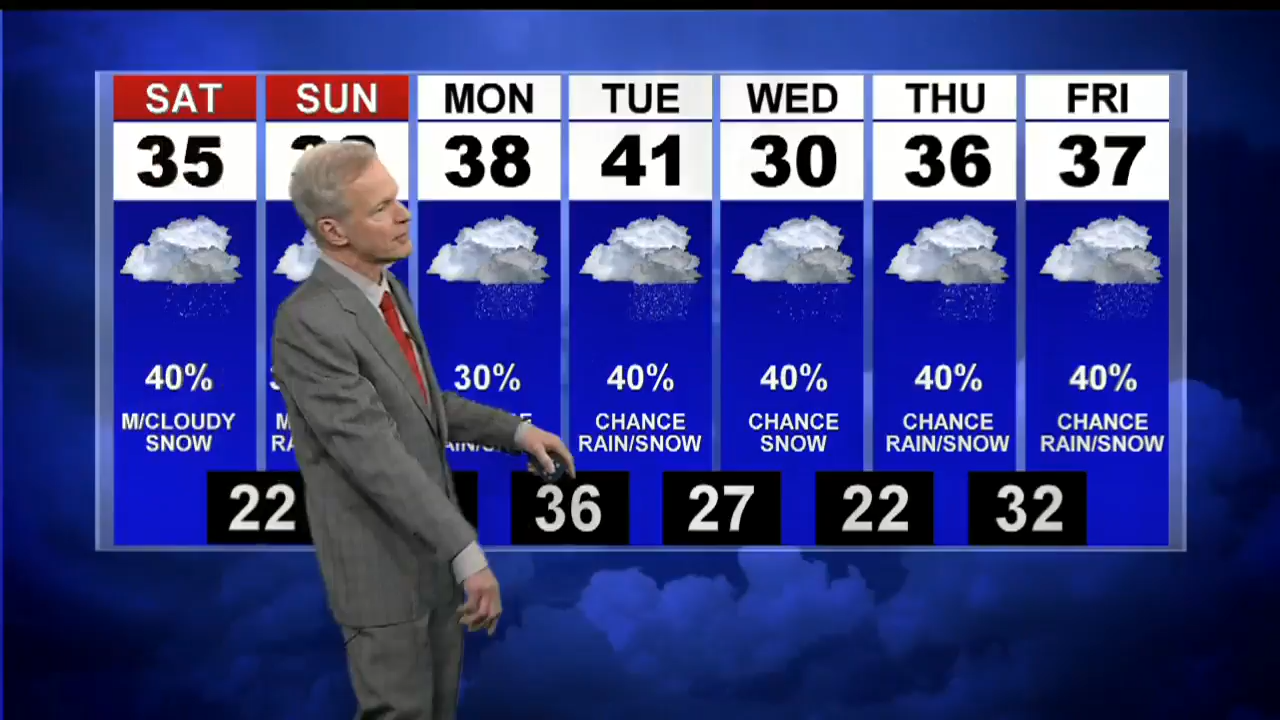 SAT SUN MON TUE WED THU FRI
35 38 41 30 36 37
40% 30% 40% 40% 40% 40%
M/CLOUDY CHANCE CHANCE CHANCE CHANCE
SNOW RAIN/SNOW SNOW RAIN/SNOW RAIN/SNOW
22 36 27 22 32